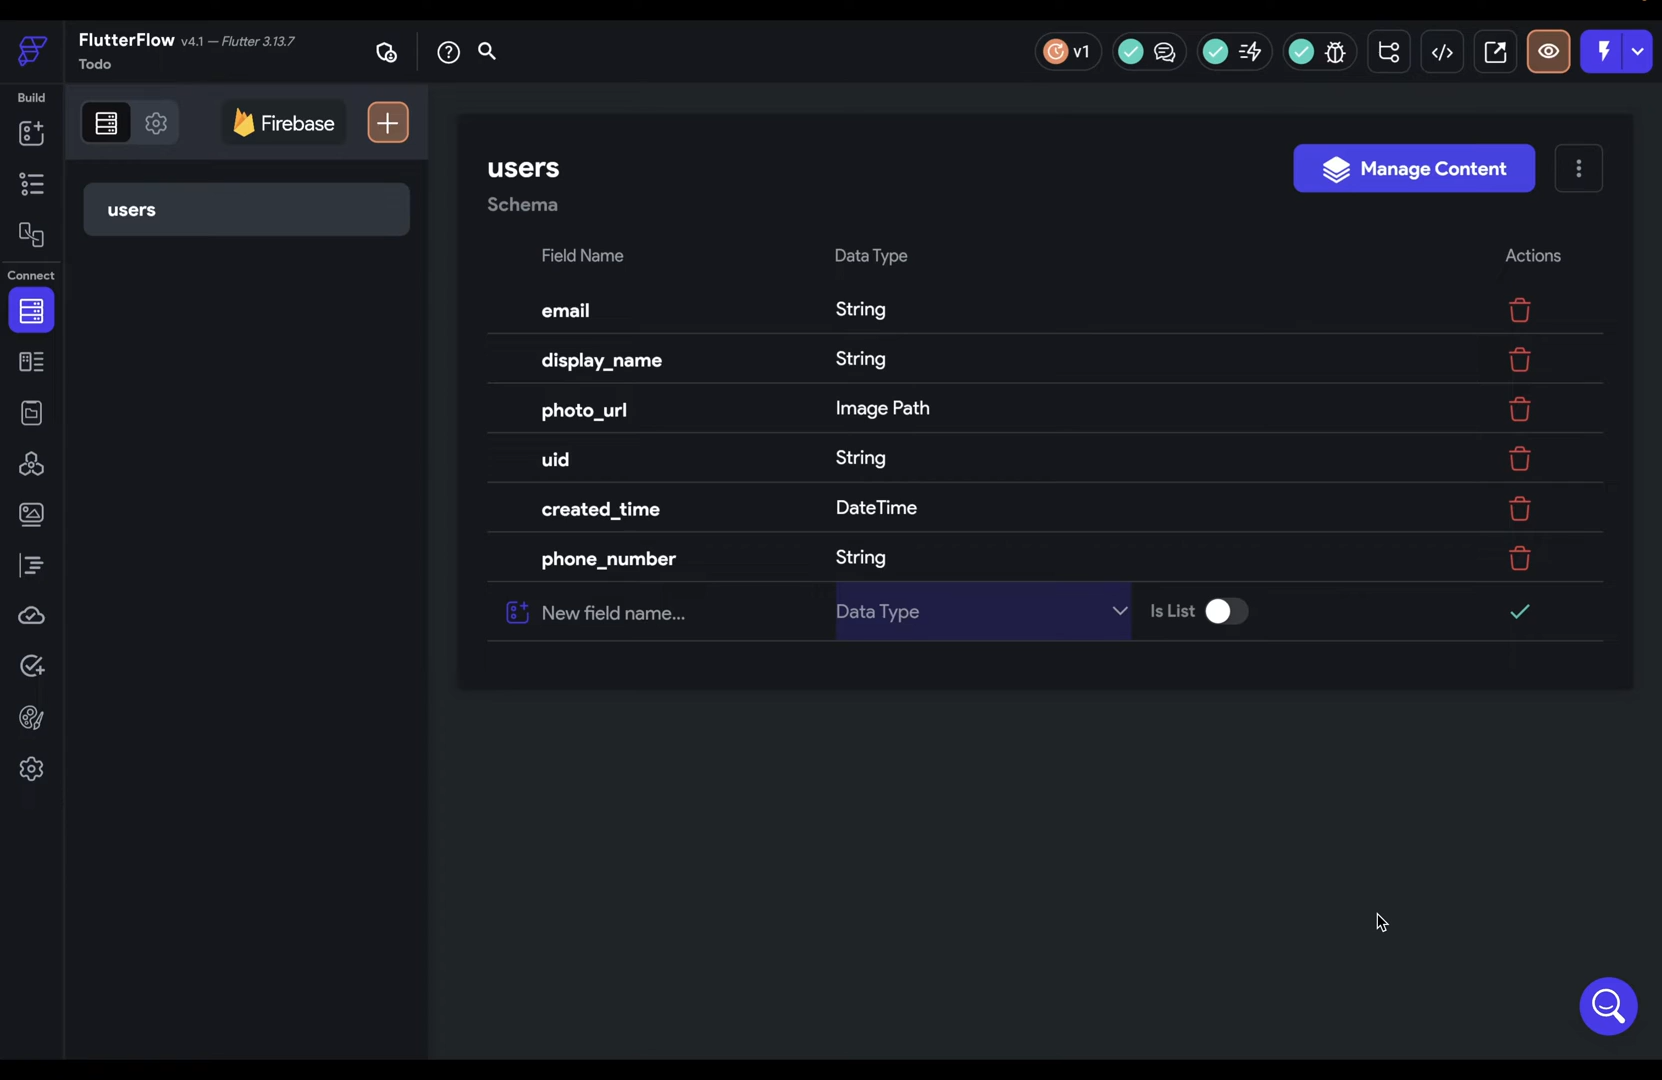 FlutterFlow v4.1 — Flutter 3.13.7
Todo
v1
Build
Connect
Firebase
users
users
Schema
Manage Content
Field Name Data Type Actions
email String
display_name String
photo_url Image Path
uid String
created_time DateTime
phone_number String
New field name... Data Type Is List